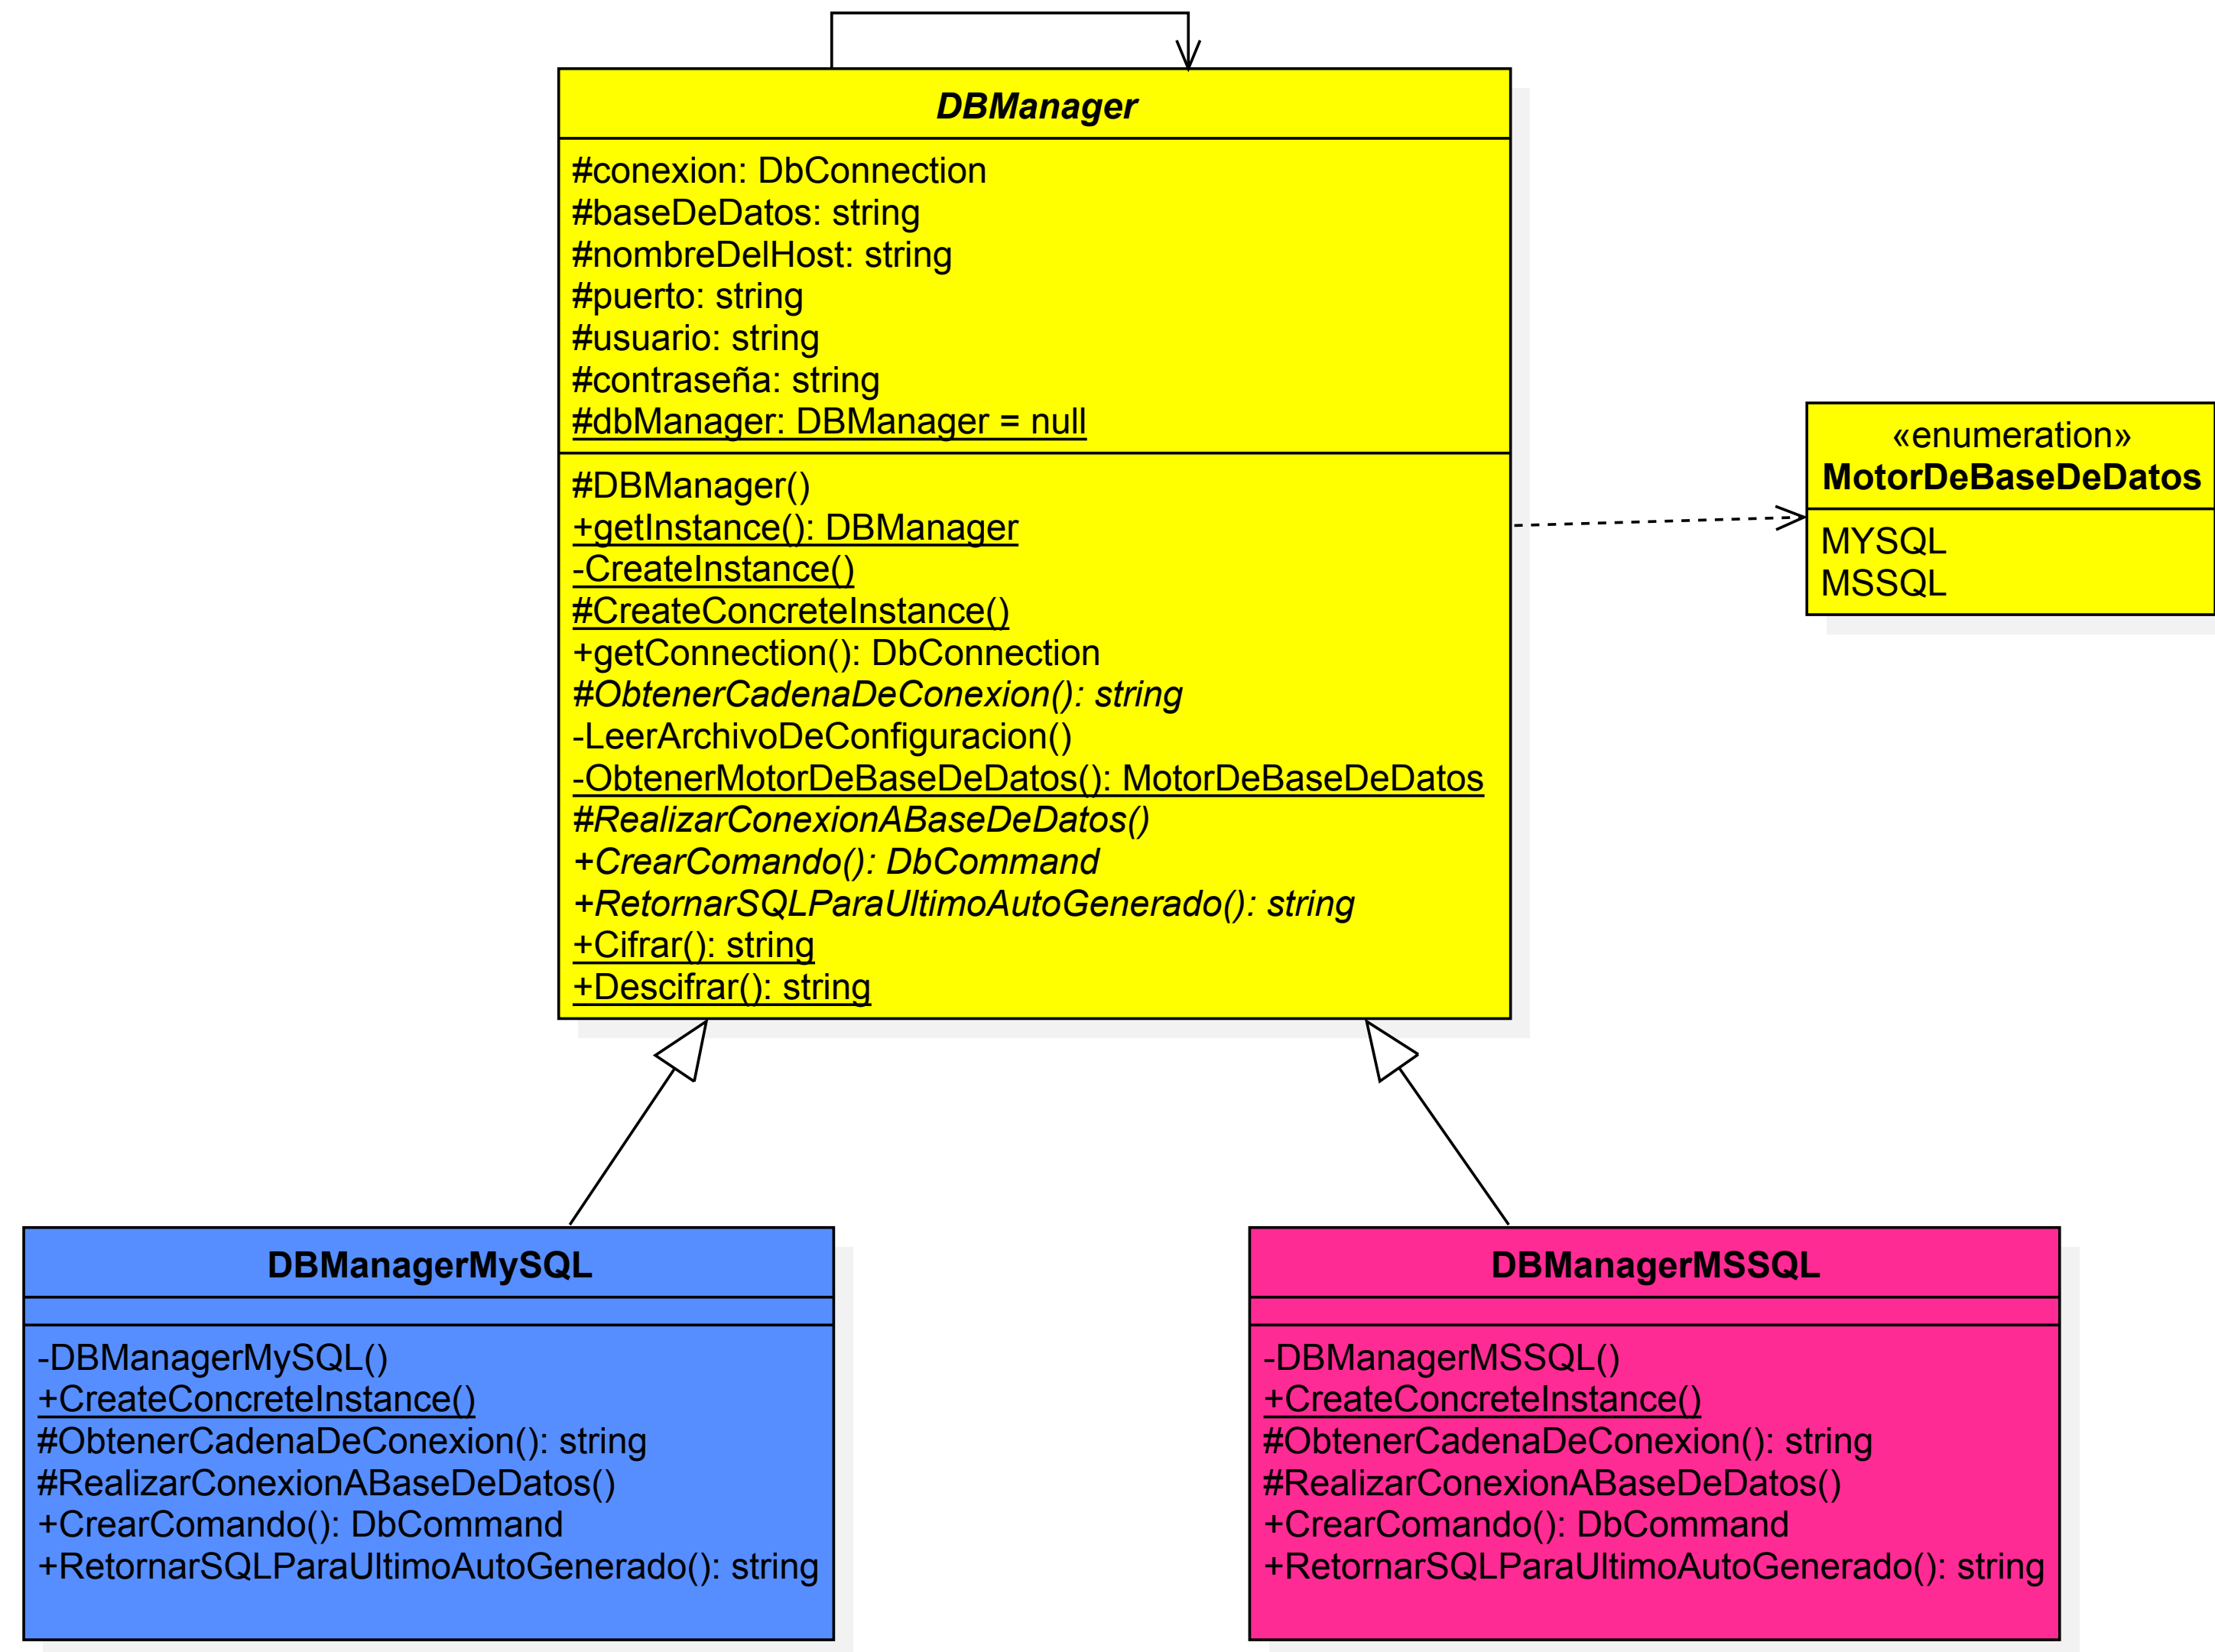 DBManager
#conexion: DbConnection
#baseDeDatos: string
#nombreDelHost: string
#puerto: string
#usuario: string
#contraseña: string
#dbManager: DBManager = null
#DBManager()
+getInstance(): DBManager
-CreateInstance()
#CreateConcreteInstance()
+getConnection(): DbConnection
#ObtenerCadenaDeConexion(): string
-LeerArchivoDeConfiguracion()
-ObtenerMotorDeBaseDeDatos(): MotorDeBaseDeDatos
#RealizarConexionABaseDeDatos()
+CrearComando(): DbCommand
+RetornarSQLParaUltimoAutoGenerado(): string
+Cifrar(): string
+Descifrar(): string
«enumeration»
MotorDeBaseDeDatos
MYSQL
MSSQL
DBManagerMySQL
-DBManagerMySQL()
+CreateConcreteInstance()
#ObtenerCadenaDeConexion(): string
#RealizarConexionABaseDeDatos()
+CrearComando(): DbCommand
+RetornarSQLParaUltimoAutoGenerado(): string
DBManagerMSSQL
-DBManagerMSSQL()
+CreateConcreteInstance()
#ObtenerCadenaDeConexion(): string
#RealizarConexionABaseDeDatos()
+CrearComando(): DbCommand
+RetornarSQLParaUltimoAutoGenerado(): string